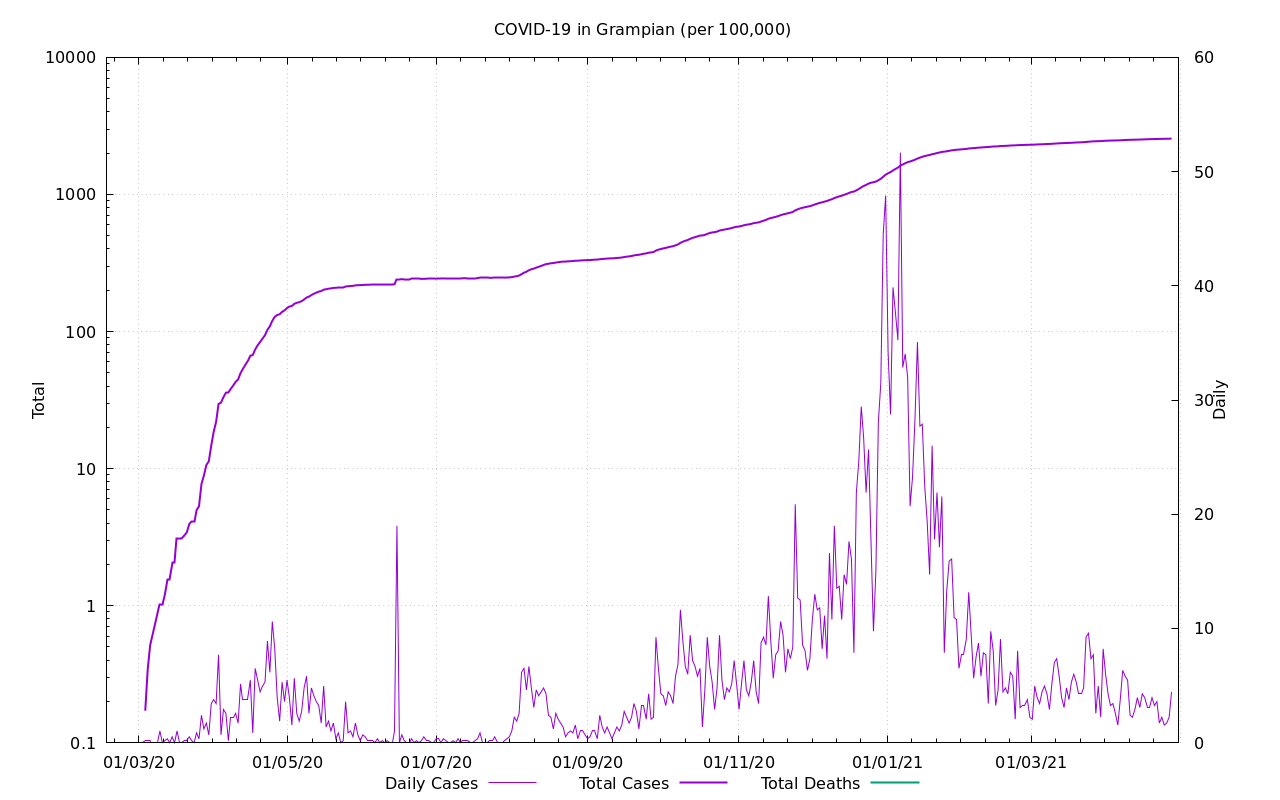 COVID-19 in Grampian (per 100,000)
10000
1000
100
10
1
0.1
Total
60
50
40
30
20
10
0
Daily
01/03/20 01/05/20 01/07/20 01/09/20 01/11/20 01/01/21 01/03/21
Daily Cases Total Cases Total Deaths